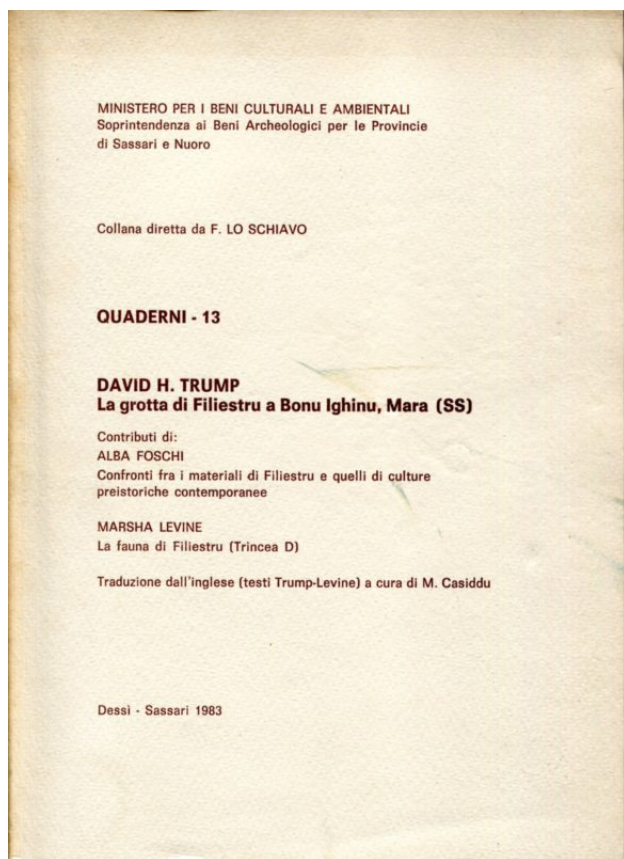 MINISTERO PER I BENI CULTURALI E AMBIENTALI
Soprintendenza ai Beni Archeologici per le Provincie
di Sassari e Nuoro
Collana diretta da F. LO SCHIAVO
QUADERNI - 13
DAVID H. TRUMP
La grotta di Filiestru a Bonu Ighinu, Mara (SS)
Contributi di:
ALBA FOSCHI
Confronti fra i materiali di Filiestru e quelli di culture
preistoriche contemporanee
MARSHA LEVINE
La fauna di Filiestru (Trincea D)
Traduzione dall'inglese (testi Trump-Levine) a cura di M. Casiddu
Dessì - Sassari 1983